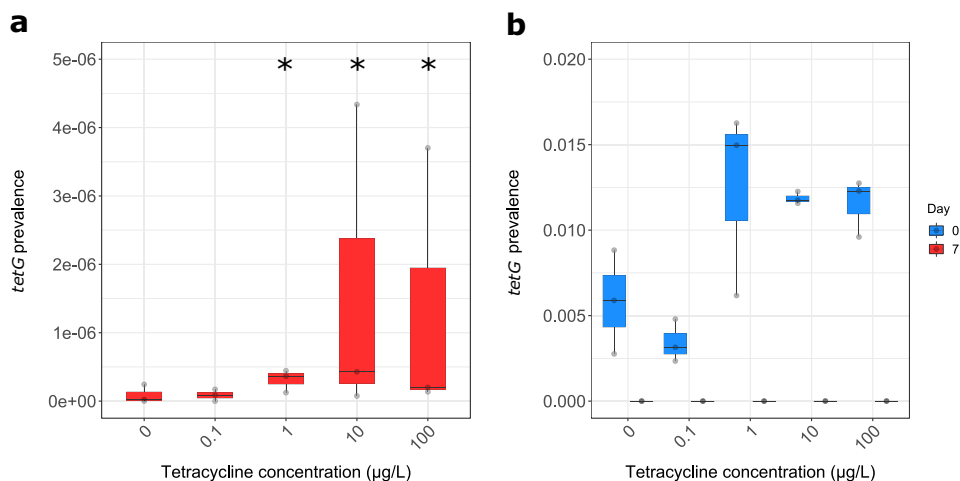 a
5e-06
4e-06
3e-06
2e-06
1e-06
0e+00
tetG prevalence
* * *
0 0.1 1 10 100
Tetracycline concentration (µg/L)
b
0.020
0.015
0.010
0.005
0.000
tetG prevalence
0 0.1 1 10 100
Tetracycline concentration (µg/L)
Day
0
7